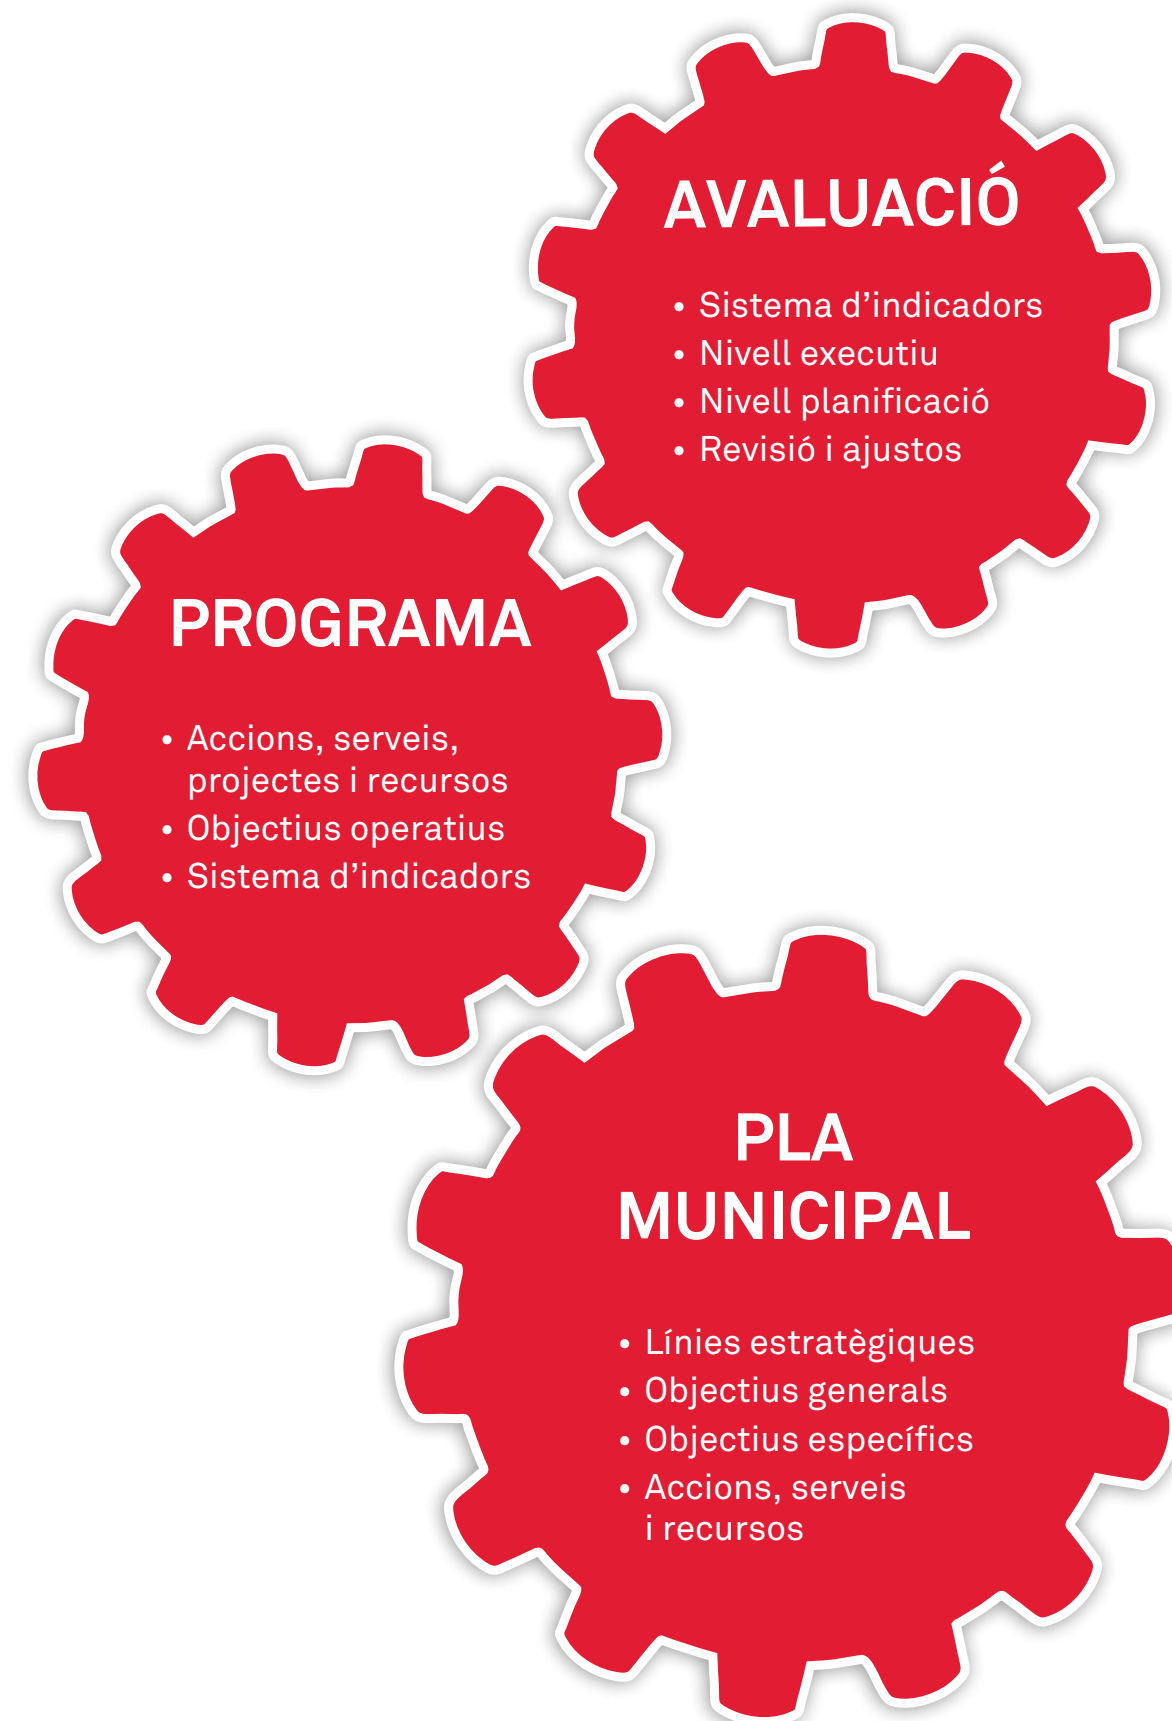 AVALUACIÓ
• Sistema d’indicadors
• Nivell executiu
• Nivell planificació
• Revisió i ajustos
PROGRAMA
• Accions, serveis,
projectes i recursos
• Objectius operatius
• Sistema d’indicadors
PLA
MUNICIPAL
• Línies estratègiques
• Objectius generals
• Objectius específics
• Accions, serveis
i recursos